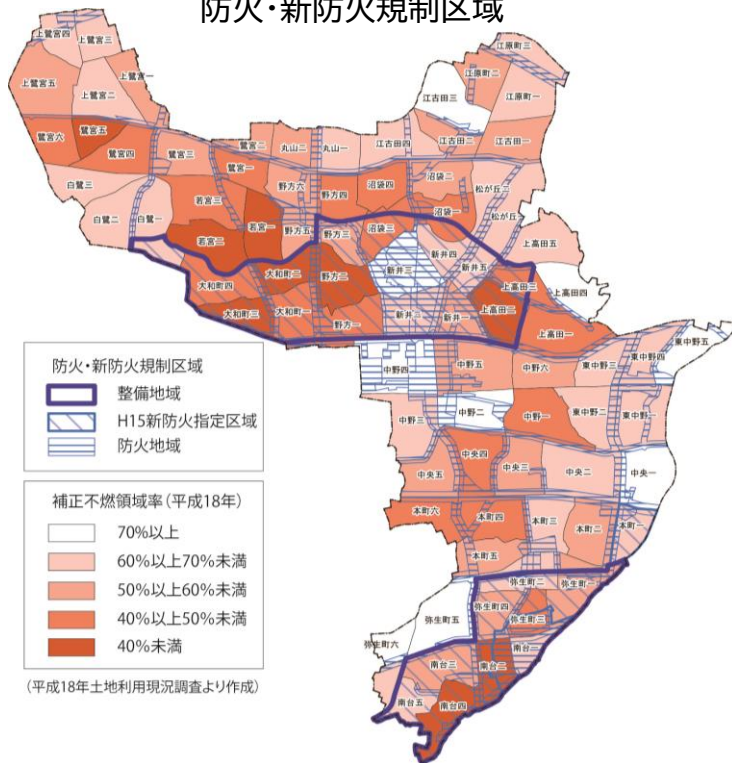 防火・新防火規制区域
上鷺宮四
上鷺宮三
上鷺宮五
上鷺宮一
上鷺宮二
鷺宮六
鷺宮五
鷺宮四
鷺宮三
鷺宮二
鷺宮一
丸山二
丸山一
江古田四
江古田三
江原町三
江原町二
江原町一
江古田二
江古田一
白鷺三
白鷺二
白鷺一
若宮三
若宮二
若宮一
野方六
野方五
野方四
沼袋四
沼袋二
沼袋一
松が丘二
松が丘一
野方三
沼袋三
新井四
新井五
新井三
上高田五
上高田四
上高田三
大和町四
大和町二
大和町三
大和町一
野方二
野方一
新井二
新井一
上高田二
上高田一
中野四
中野五
中野六
東中野三
東中野四
東中野五
中野三
中野二
中野一
東中野二
東中野一
中央五
中央四
中央三
中央二
中央一
本町六
本町四
本町三
本町二
本町一
本町五
弥生町二
弥生町一
弥生町五
弥生町四
弥生町三
弥生町六
南台三
南台二
南台一
南台五
南台四
防火・新防火規制区域
整備地域
H15新防火指定区域
防火地域
補正不燃領域率(平成18年)
70%以上
60%以上70%未満
50%以上60%未満
40%以上50%未満
40%未満
(平成18年土地利用現況調査より作成)